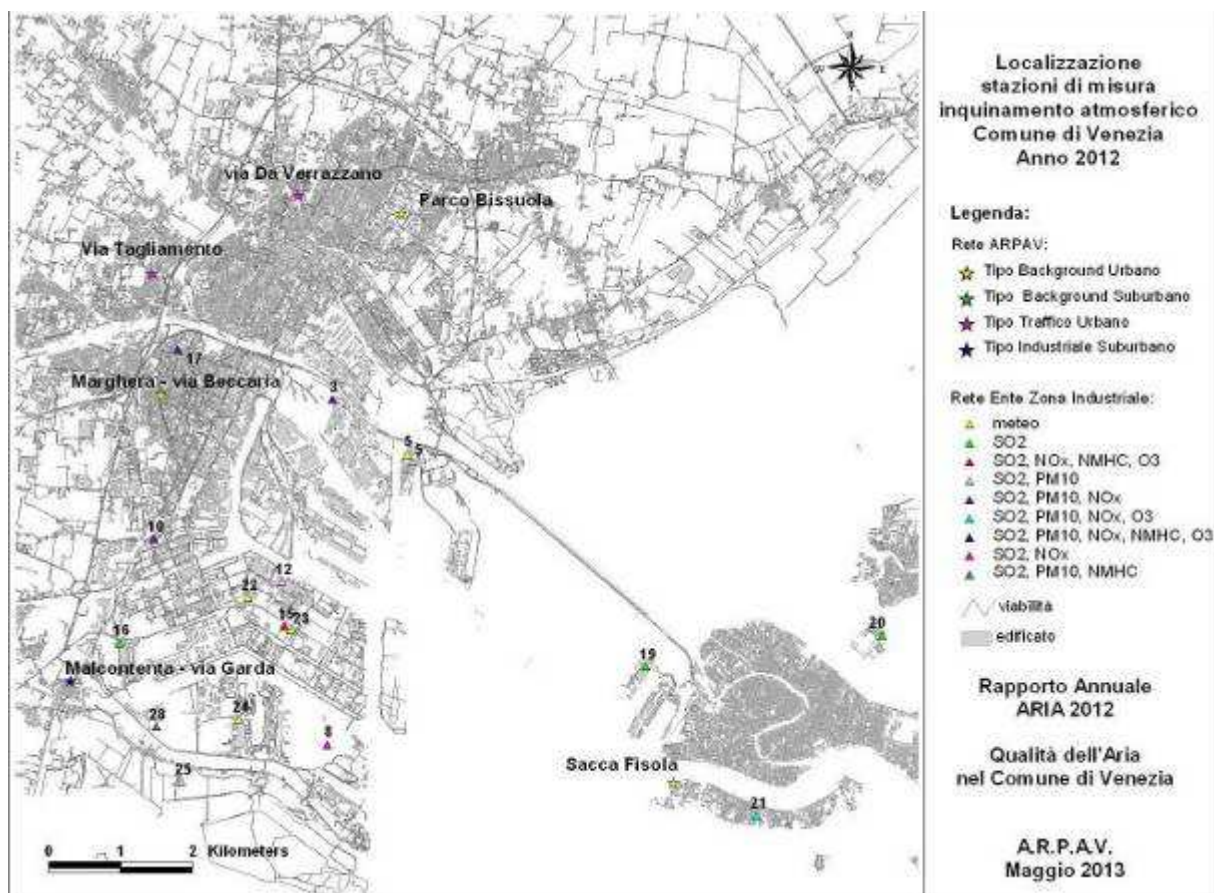 via Da Verrazzano
Parco Bissuola
Via Tagliamento
17
Marghera - via Beccaria
3
5
5
10
12
22
15
23
16
Malcontenta - via Garda
20
19
24
28
8
25
Sacca Fisola
21
0 1 2 Kilometers
N
W E
S
Localizzazione
stazioni di misura
inquinamento atmosferico
Comune di Venezia
Anno 2012
Legenda:
Rete ARPAV:
Tipo Background Urbano
Tipo Background Suburbano
Tipo Traffico Urbano
Tipo Industriale Suburbano
Rete Ente Zona Industriale:
meteo
SO2
SO2, NOx, NMHC, O3
SO2, PM10
SO2, PM10, NOx
SO2, PM10, NOx, O3
SO2, PM10, NOx, NMHC, O3
SO2, NOx
SO2, PM10, NMHC
viabilità
edificato
Rapporto Annuale
ARIA 2012
Qualità dell'Aria
nel Comune di Venezia
A.R.P.A.V.
Maggio 2013